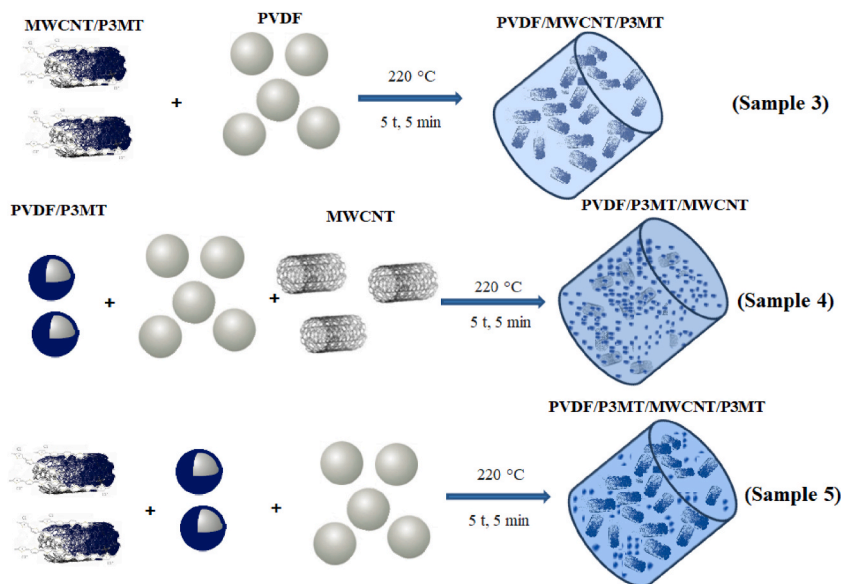 MWCNT/P3MT
PVDF
PVDF/MWCNT/P3MT
+
220 °C
5 t, 5 min
(Sample 3)
PVDF/P3MT
MWCNT
PVDF/P3MT/MWCNT
+
+
220 °C
5 t, 5 min
(Sample 4)
PVDF/P3MT/MWCNT/P3MT
+
+
220 °C
5 t, 5 min
(Sample 5)